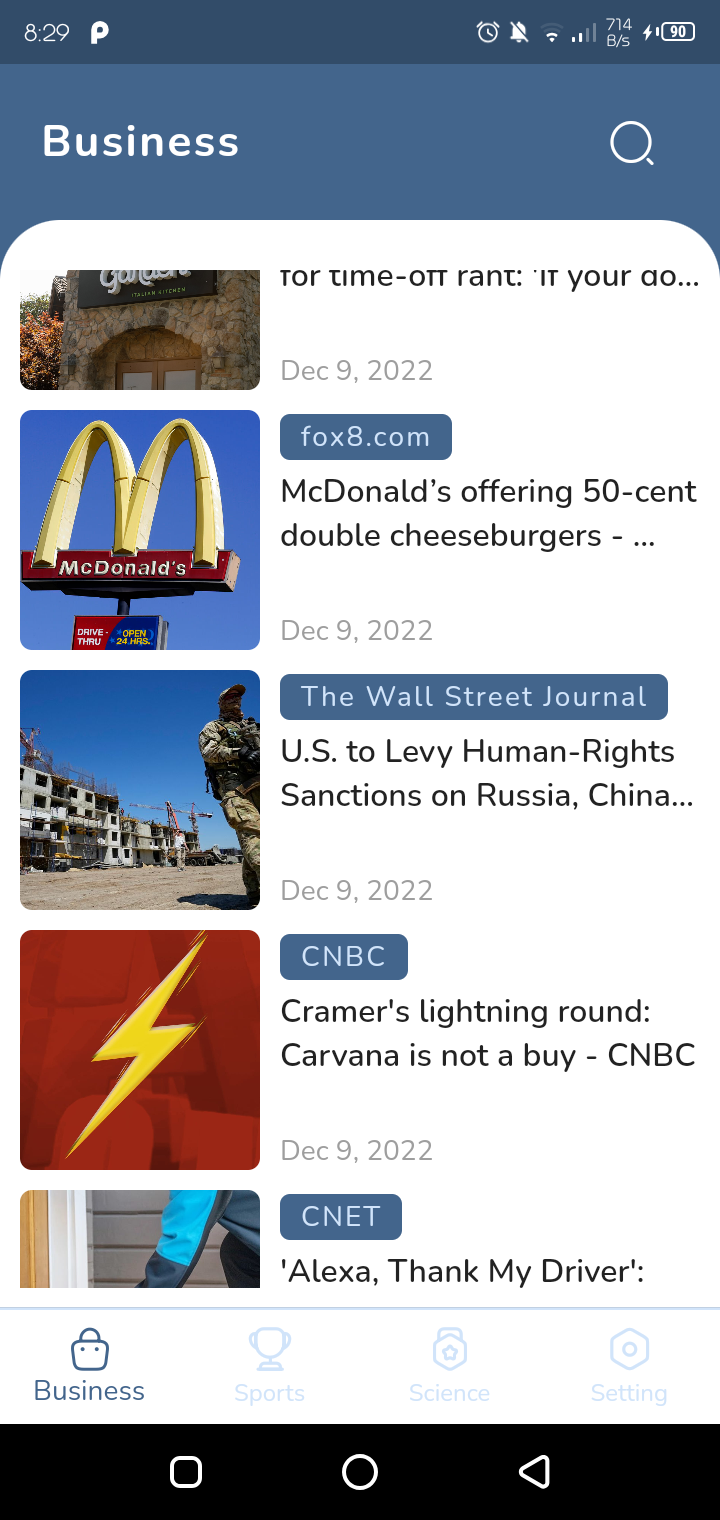 8:29
714
B/s
90
Business
Garden
ITALIAN KITCHEN
for time-off rant: 'If your do...
Dec 9, 2022
McDonald's
DRIVE-
THRU
OPEN
24 HRS.
fox8.com
McDonald’s offering 50-cent
double cheeseburgers - ...
Dec 9, 2022
The Wall Street Journal
U.S. to Levy Human-Rights
Sanctions on Russia, China...
Dec 9, 2022
CNBC
Cramer's lightning round:
Carvana is not a buy - CNBC
Dec 9, 2022
CNET
'Alexa, Thank My Driver':
Business
Sports
Science
Setting